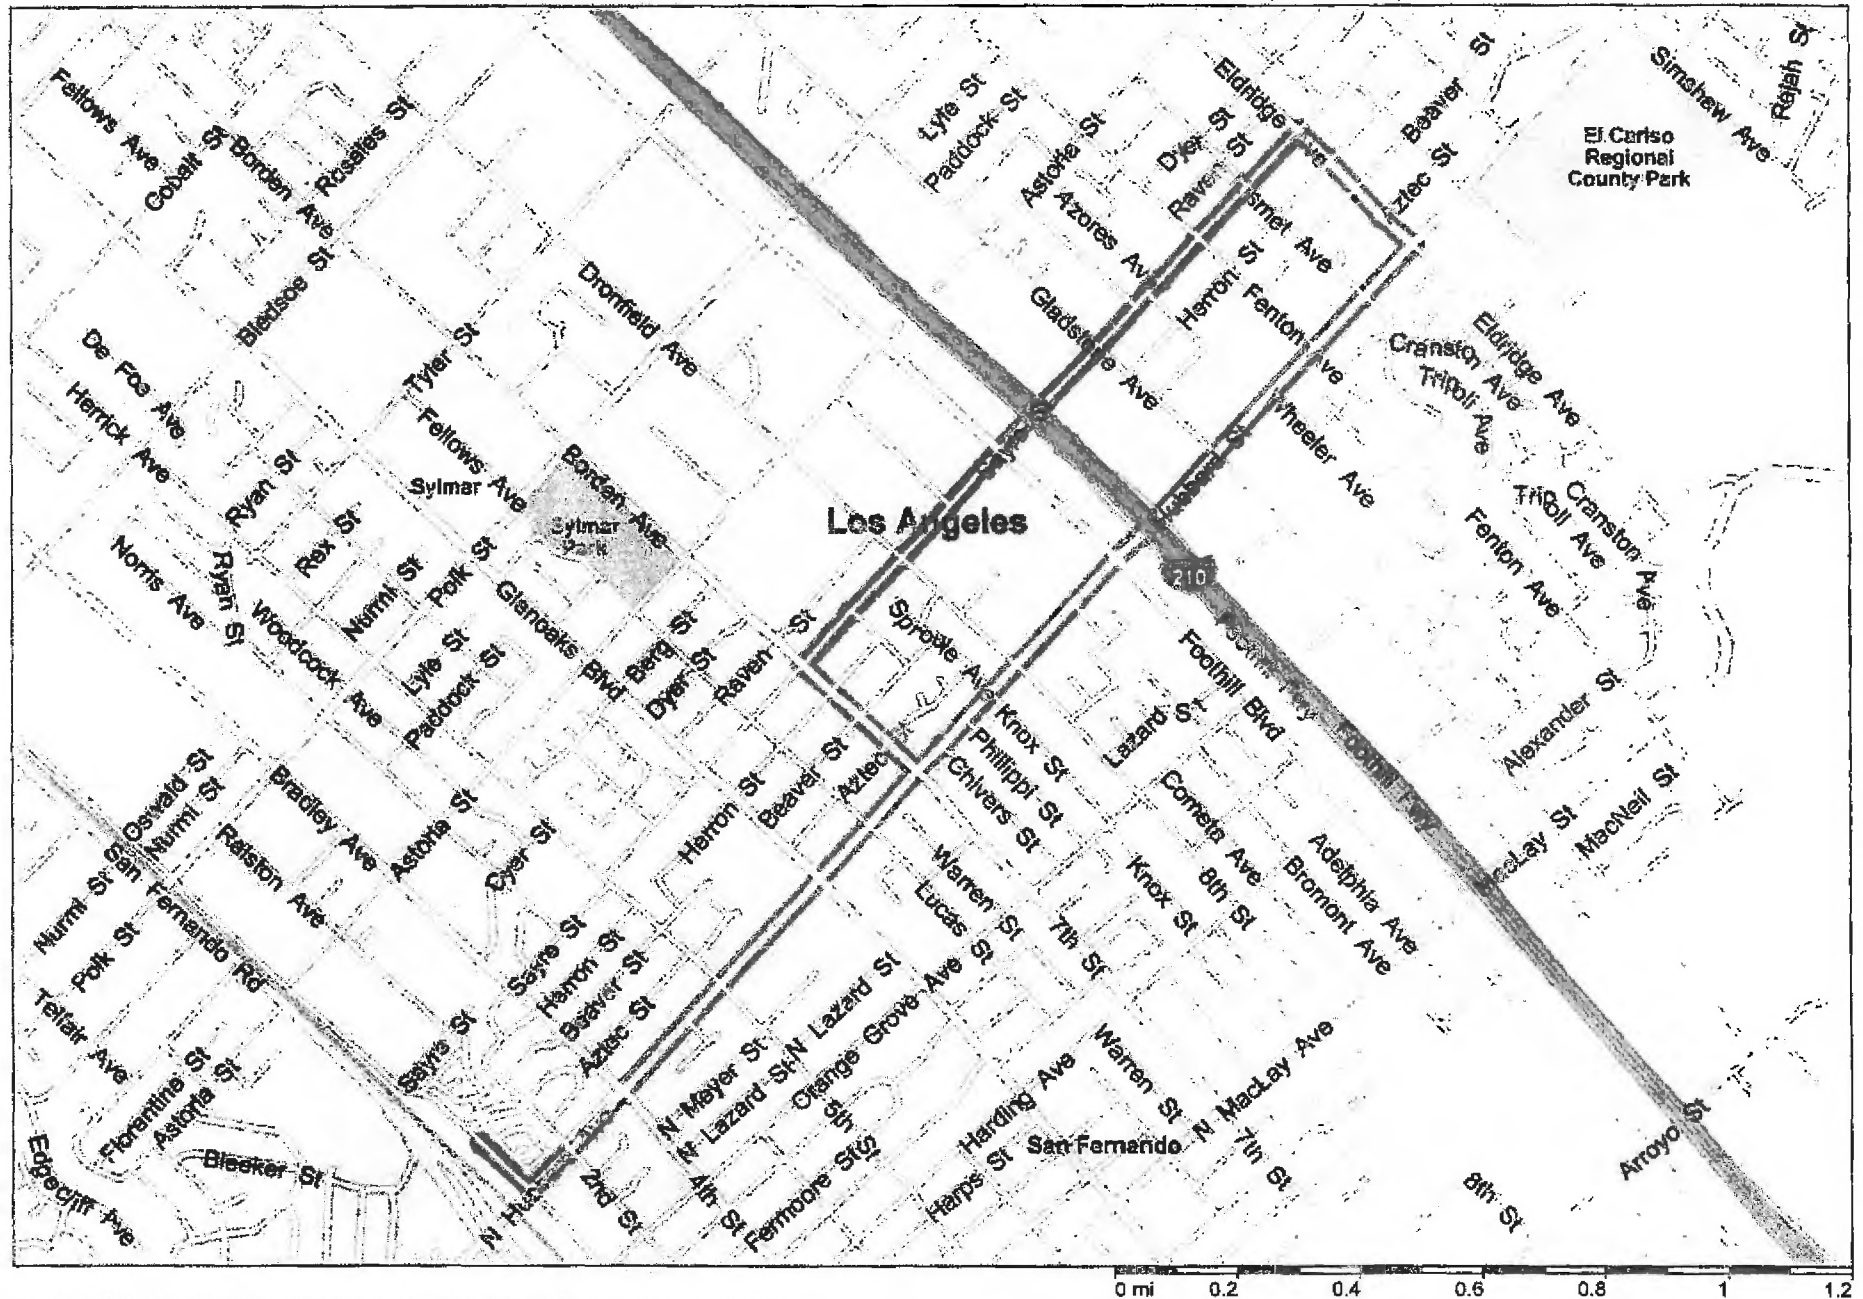 Fellows Ave
Cobalt St
Borden Ave
Rosales St
Bledsoe St
Lyle St
Paddock St
Astoria St
Azores Ave
Dyer St
Raven St
Eldridge Ave
Beaver St
Simshaw Ave
Rajah St
El Cariso
Regional
County Park
Herron St
Fenton Ave
Gladstone Ave
Dronfield Ave
De Foe Ave
Herrick Ave
Tyler St
Fellows Ave
Borden Ave
Sylmar
Sylmar
Park
Ryan St
Rex St
Nurmi St
Polk St
Norris Ave
Ryan St
Woodcock Ave
Lyle St
Paddock St
Glenoaks Blvd
Berg St
Dyer St
Raven St
Los Angeles
Hubbard St
Wheeler Ave
Cranston Ave
Eldridge Ave
Tripoli Ave
Tripoli Ave
Cranston Ave
Fenton Ave
210
Foothill Fwy
Foothill Blvd
Sproule Ave
Lazard St
Alexander St
MacNeil St
Knox St
Phillippi St
Chivers St
Cometa Ave
Adelphia Ave
Bromont Ave
8th St
Knox St
Oswald St
Nurmi St
Bradley Ave
Ralston Ave
Astoria St
Dyer St
Herron St
Beaver St
Aztec
Warren St
Lucas St
7th St
San Fernando Rd
Nurmi St
Polk St
Telfair Ave
Florentine St
Astoria St
Bleeker St
Edgecliff Ave
Sayre St
Sayre St
Herron St
Beaver St
Aztec St
N Meyer St
N Lazard St
N Lazard St
Orange Grove Ave
5th St
4th St
2nd St
Fermoore St
Harding Ave
Harps St
San Fernando
Warren St
N MacLay Ave
7th St
8th St
Arroyo St
0 mi 0.2 0.4 0.6 0.8 1 1.2